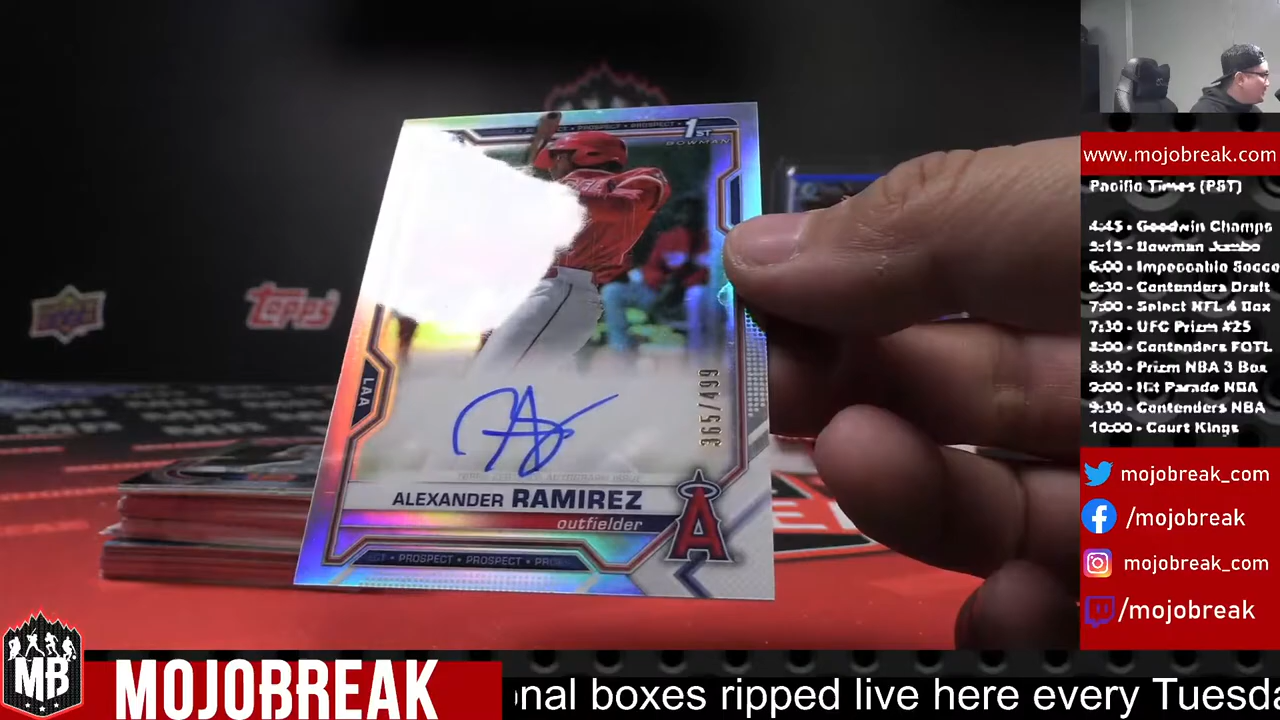 PROSPECT • PROSPECT
1ST
BOWMAN
topps
LAA
365/499
ALEXANDER RAMIREZ
outfielder
A
• PROSPECT • PROSPECT •
www.mojobreak.com
Pacific Times (PST)
4:45 - Goodwin Champs
5:15 - Bowman Jumbo
6:00 - Impeccable Socce
6:30 - Contenders Draft
7:00 - Select NFL 4 Box
7:30 - UFC Prizm #25
8:00 - Contenders FOTL
8:30 - Prizm NBA 3 Box
9:00 - Hit Parade NBA
9:30 - Contenders NBA
10:00 - Court Kings
mojobreak_com
/mojobreak
mojobreak_com
/mojobreak
MB
MOJOBREAK
onal boxes ripped live here every Tuesda